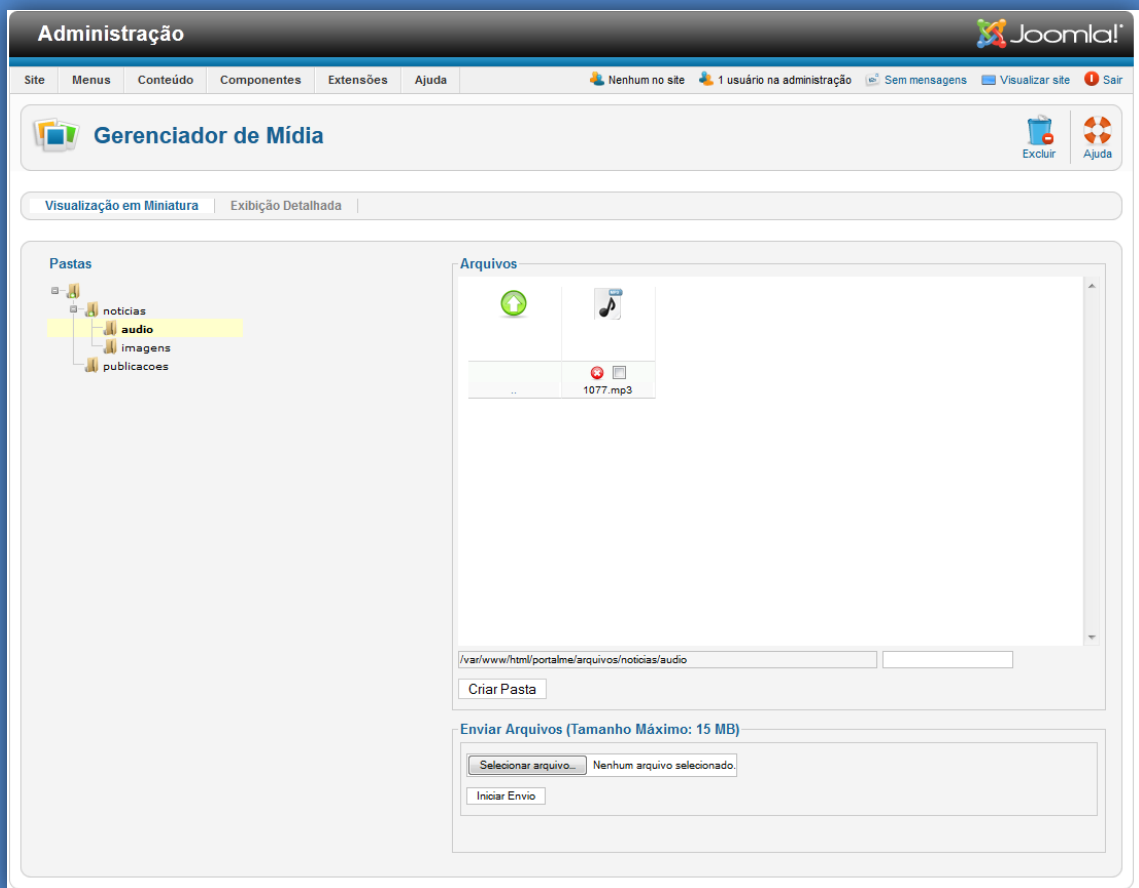 Administração
Joomla!
Site Menus Conteúdo Componentes Extensões Ajuda Nenhum no site 1 usuário na administração Sem mensagens Visualizar site Sair
Gerenciador de Mídia
Excluir Ajuda
Visualização em Miniatura Exibição Detalhada
Pastas
noticias
audio
imagens
publicacoes
Arquivos
.. 1077.mp3
/var/www/html/portalme/arquivos/noticias/audio
Criar Pasta
Enviar Arquivos (Tamanho Máximo: 15 MB)
Selecionar arquivo... Nenhum arquivo selecionado.
Iniciar Envio